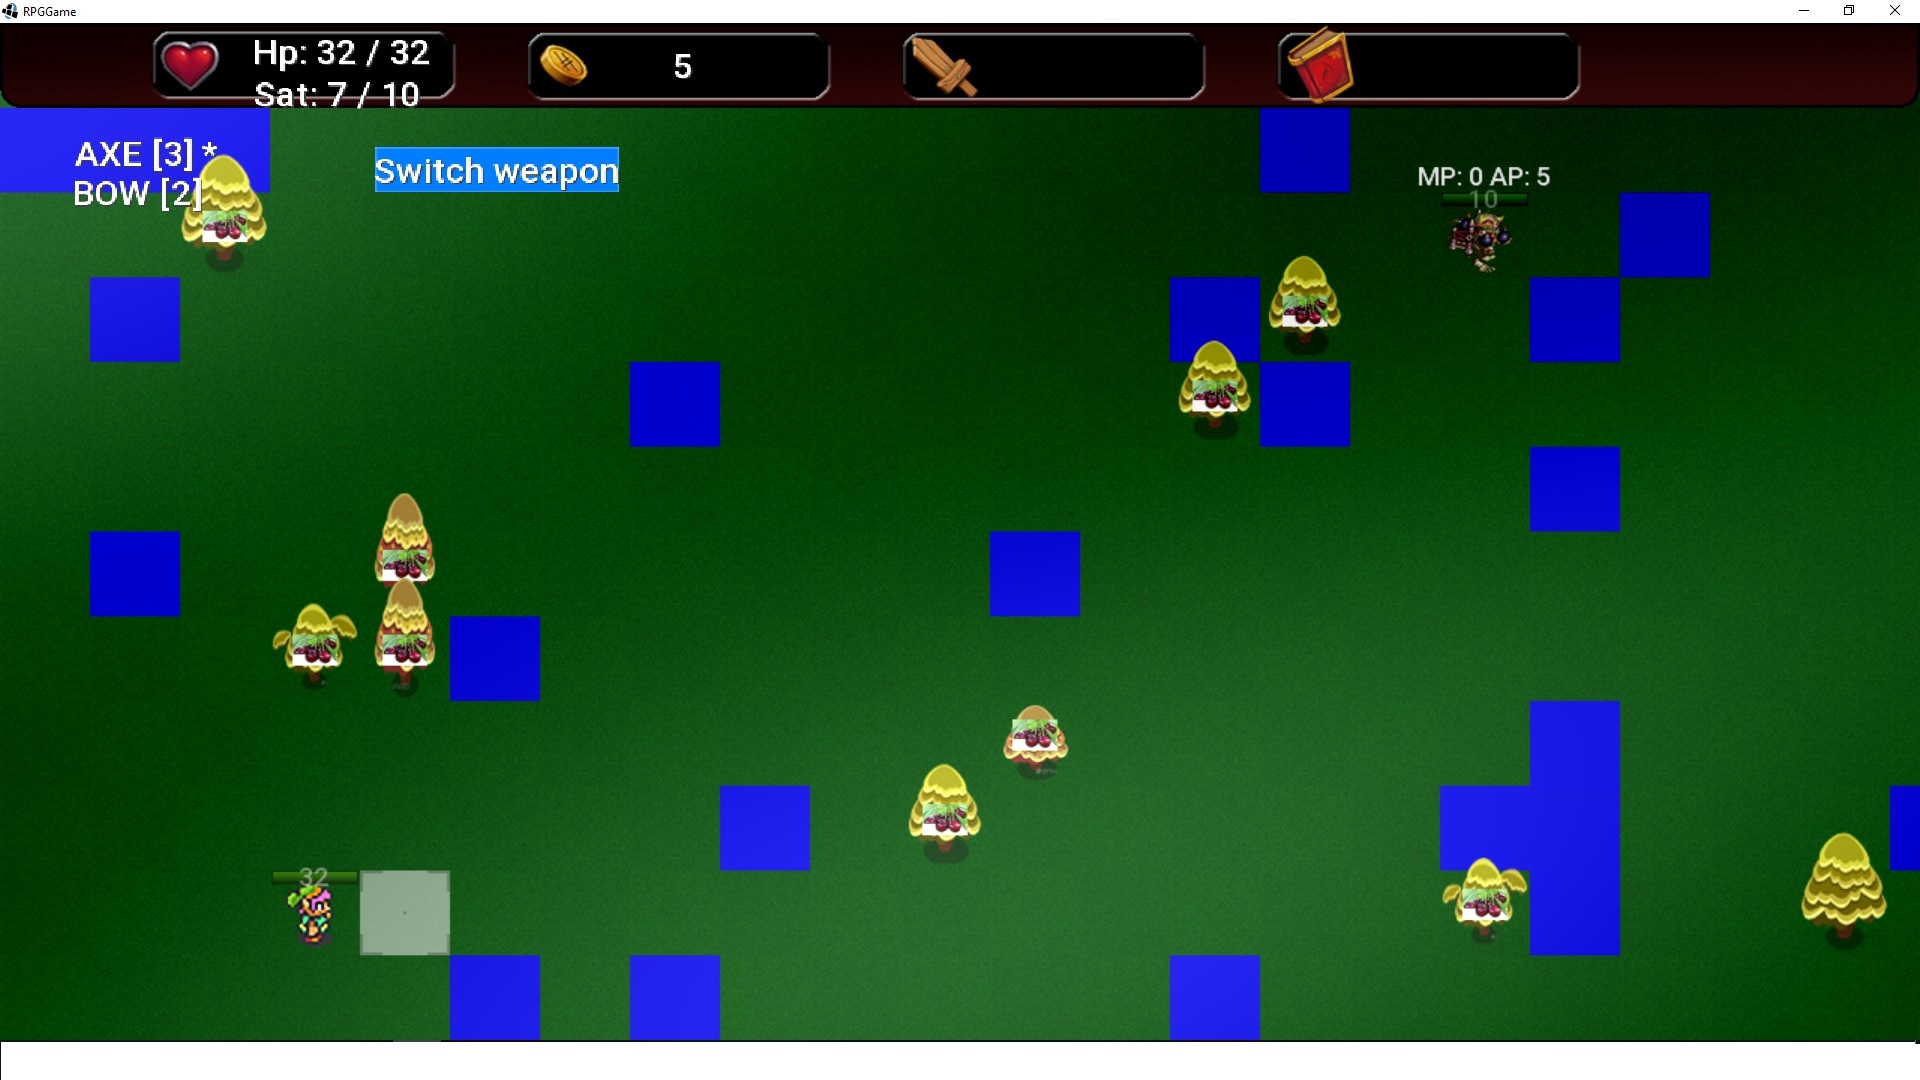 RPGGame
Hp: 32 / 32
Sat: 7 / 10
5
AXE [3] *
BOW [2]
Switch weapon
MP: 0 AP: 5
10
32